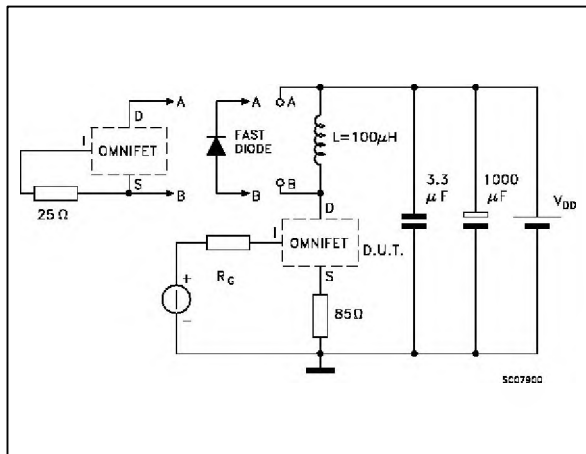 A
D
I
OMNIFET
S
B
25Ω
A
FAST
DIODE
B
A
L=100μH
B
D
I
OMNIFET
D.U.T.
S
RG
+
-
85Ω
3.3
μF
1000
μF
VDD
SC07900